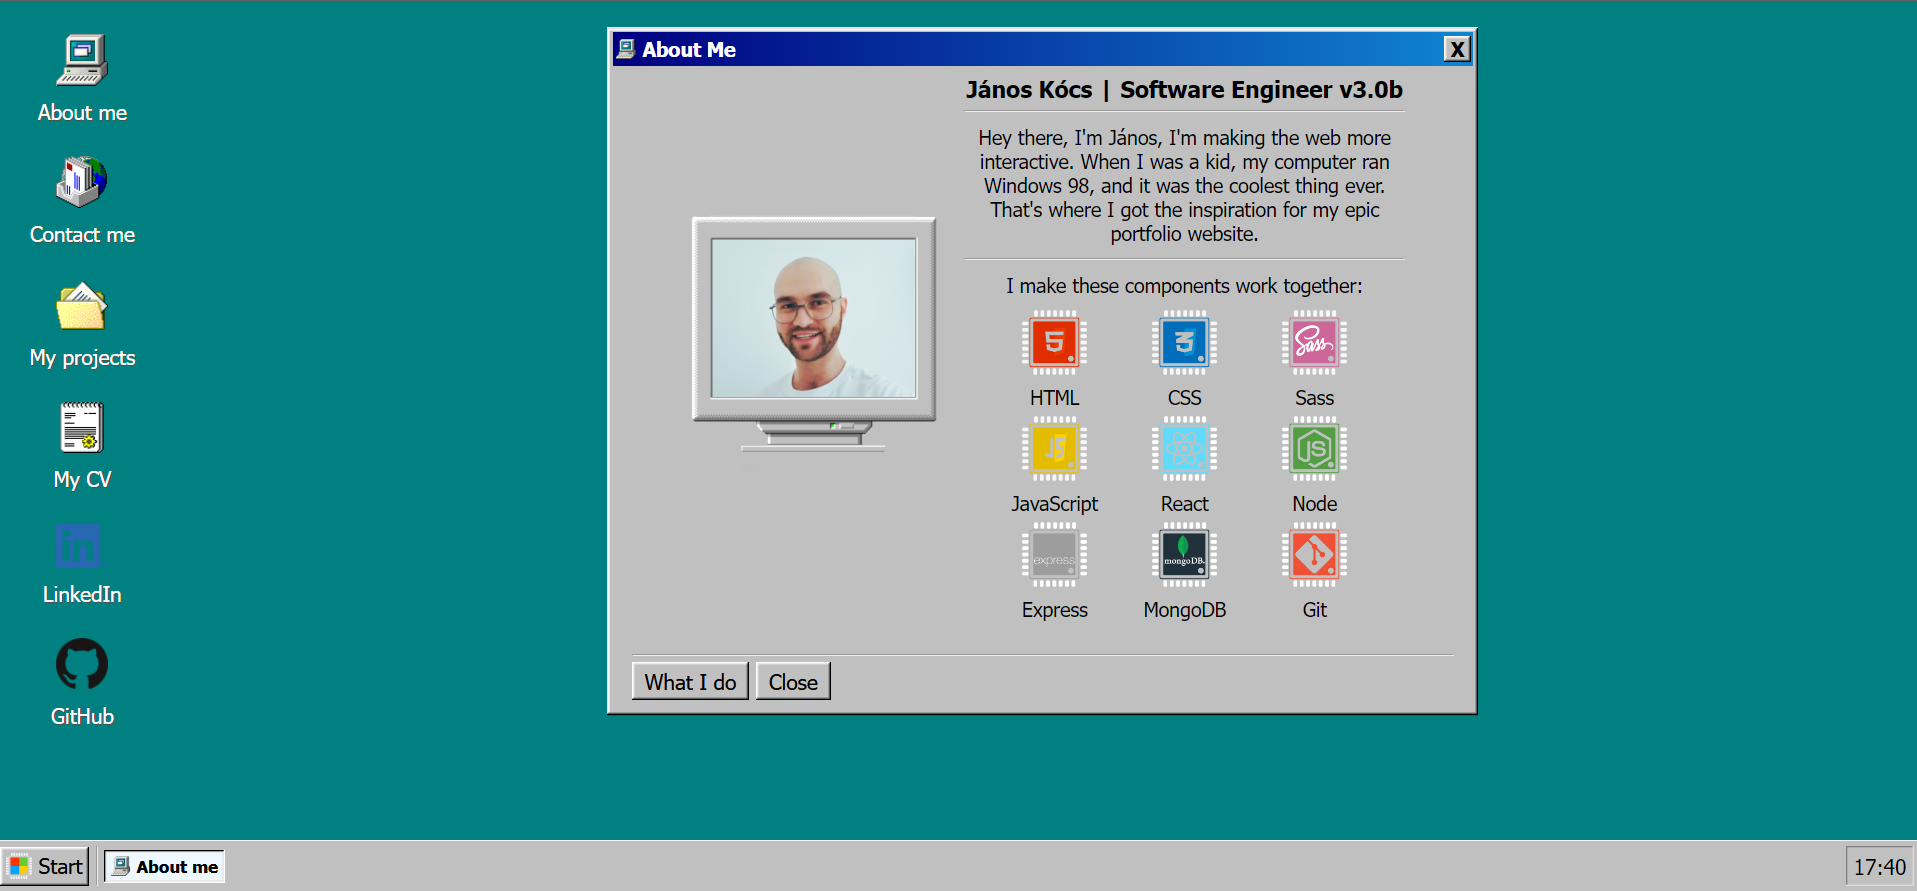 About me
Contact me
My projects
My CV
in
LinkedIn
GitHub
About Me
X
János Kócs | Software Engineer v3.0b
Hey there, I'm János, I'm making the web more
interactive. When I was a kid, my computer ran
Windows 98, and it was the coolest thing ever.
That's where I got the inspiration for my epic
portfolio website.
I make these components work together:
5 3 Sass
HTML CSS Sass
JS JS
JavaScript React Node
express mongoDB
Express MongoDB Git
What I do Close
Start About me 17:40